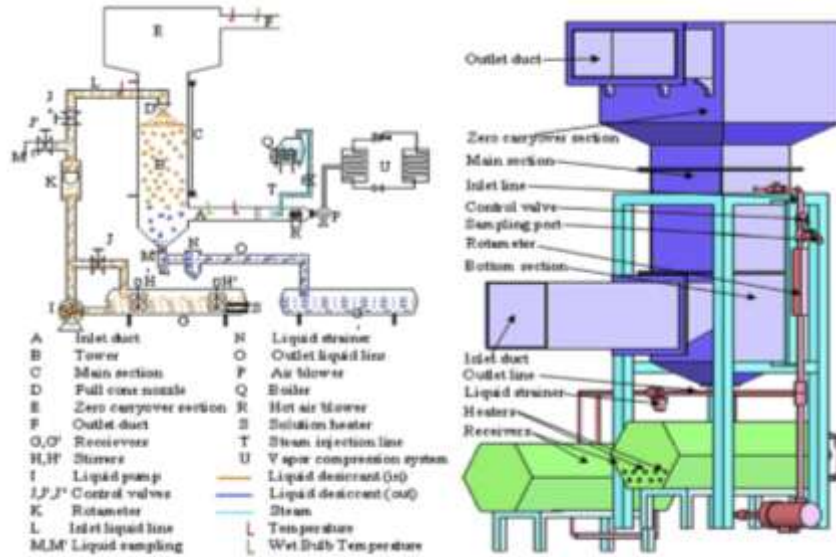 E
F
L
J
D
J'
M'
C
B
K
Q
T
U
A
R
P
J
M
N
O
H
H'
I
G
S
G'
A Inlet duct
B Tower
C Main section
D Full cone nozzle
E Zero carryover section
F Outlet duct
G,G' Recievers
H,H' Stirrers
I Liquid pump
J,J',J" Control valves
K Rotameter
L Inlet liquid line
M,M' Liquid sampling
N Liquid strainer
O Outlet liquid line
P Air blower
Q Boiler
R Hot air blower
S Solution heater
T Steam injection line
U Vapor compression system
Liquid desiccant (in)
Liquid desiccant (out)
Steam
Temperature
Wet Bulb Temperature
Outlet duct
Zero carryover section
Main section
Inlet line
Control valve
Sampling port
Rotameter
Bottom section
Inlet duct
Outlet line
Liquid strainer
Heaters
Receivers